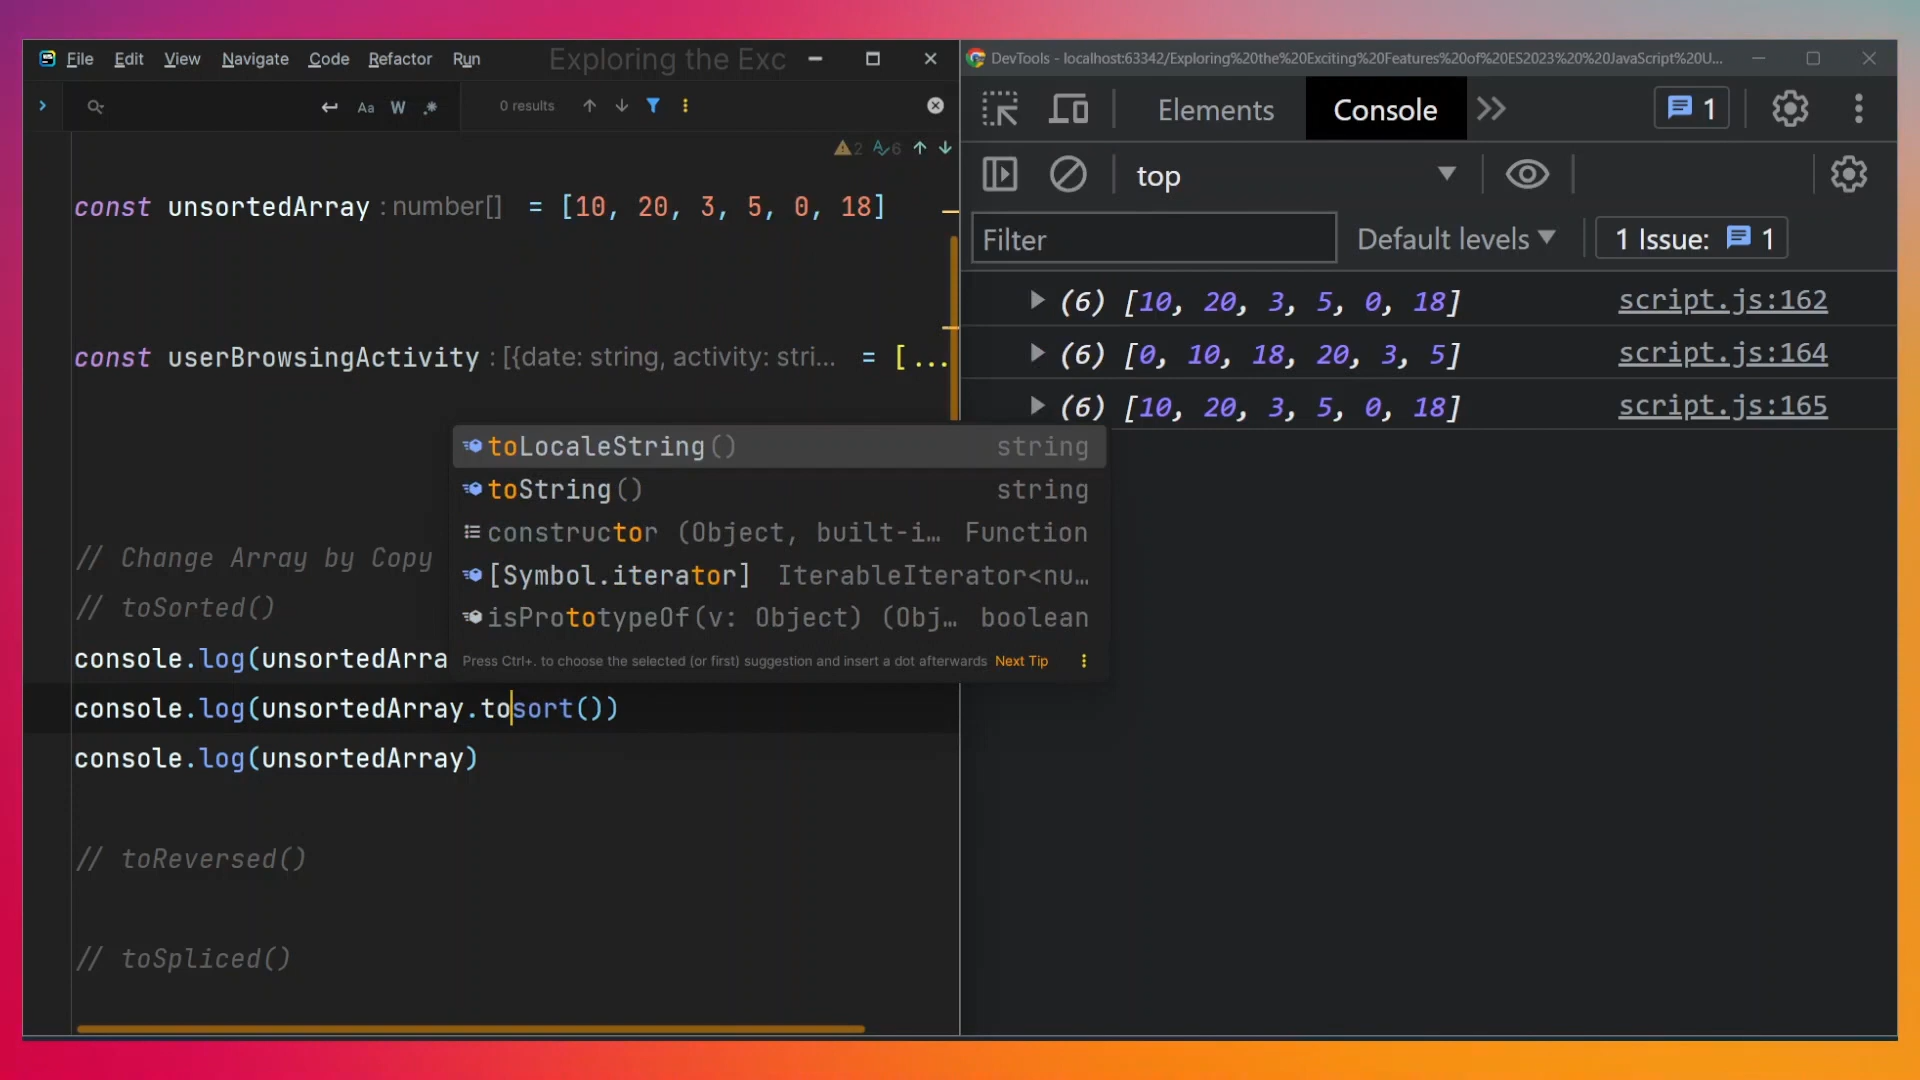 File Edit View Navigate Code Refactor Run Exploring the Exc
Aa W 0 results
2 6
const unsortedArray : number[] = [10, 20, 3, 5, 0, 18]
const userBrowsingActivity : [{date: string, activity: stri... = [...
toLocaleString() string
toString() string
constructor (Object, built-i... Function
[Symbol.iterator] IterableIterator<nu...
isPrototypeOf(v: Object) (Obj... boolean
Press Ctrl+. to choose the selected (or first) suggestion and insert a dot afterwards Next Tip
// Change Array by Copy
// toSorted()
console.log(unsortedArra
console.log(unsortedArray.tosort())
console.log(unsortedArray)
// toReversed()
// toSpliced()
DevTools - localhost:63342/Exploring%20the%20Exciting%20Features%20of%20ES2023%20%20JavaScript%20U...
Elements Console 1
top
Filter Default levels 1 Issue: 1
(6) [10, 20, 3, 5, 0, 18] script.js:162
(6) [0, 10, 18, 20, 3, 5] script.js:164
(6) [10, 20, 3, 5, 0, 18] script.js:165